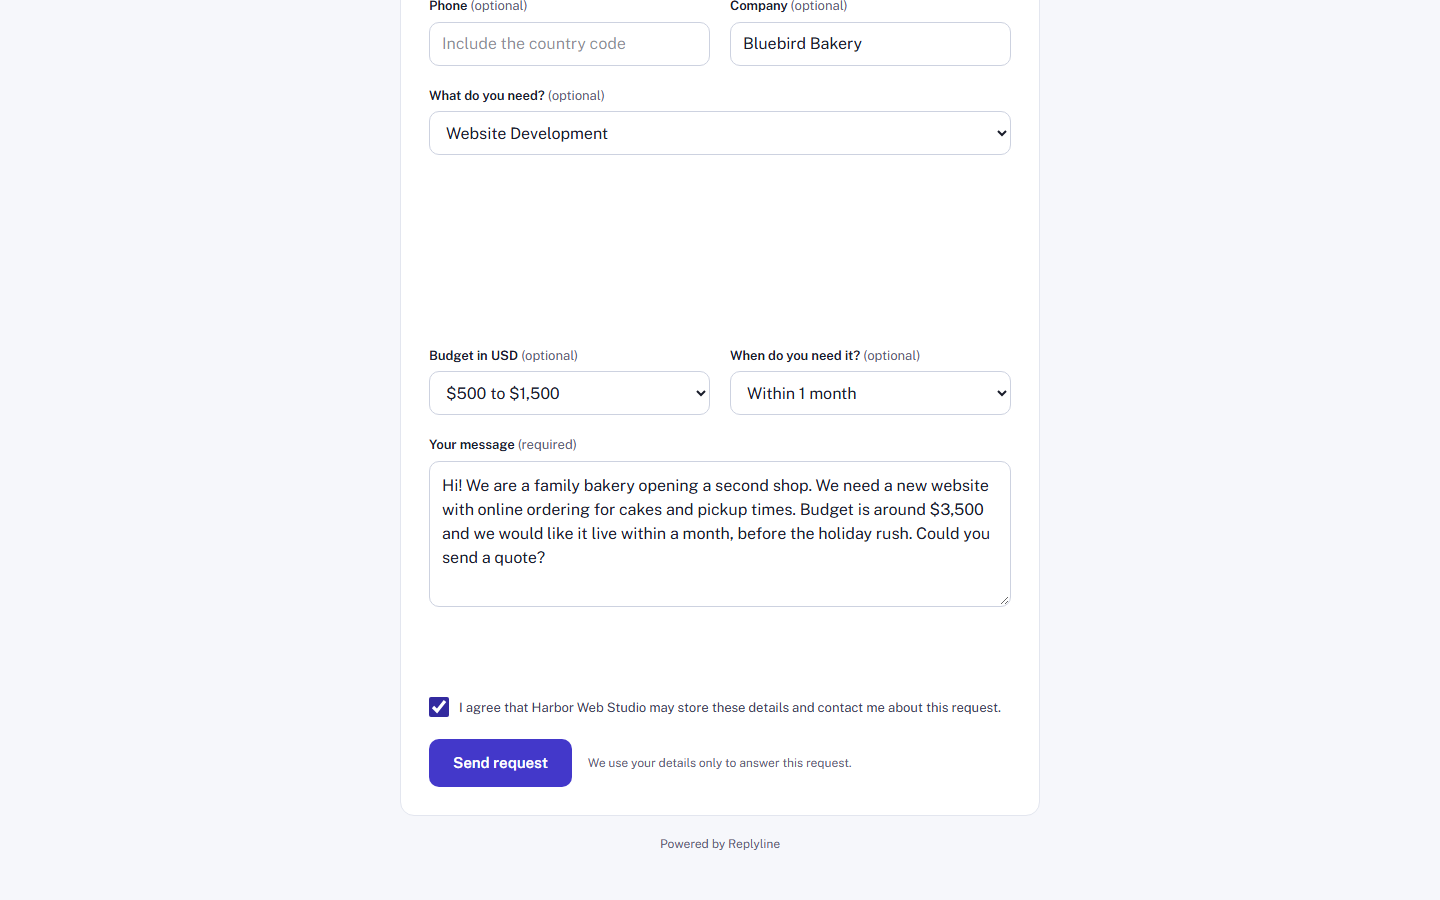 Phone (optional)
Company (optional)
Include the country code
Bluebird Bakery
What do you need? (optional)
Website Development
Budget in USD (optional)
When do you need it? (optional)
$500 to $1,500
Within 1 month
Your message (required)
Hi! We are a family bakery opening a second shop. We need a new website
with online ordering for cakes and pickup times. Budget is around $3,500
and we would like it live within a month, before the holiday rush. Could you
send a quote?
I agree that Harbor Web Studio may store these details and contact me about this request.
Send request
We use your details only to answer this request.
Powered by Replyline